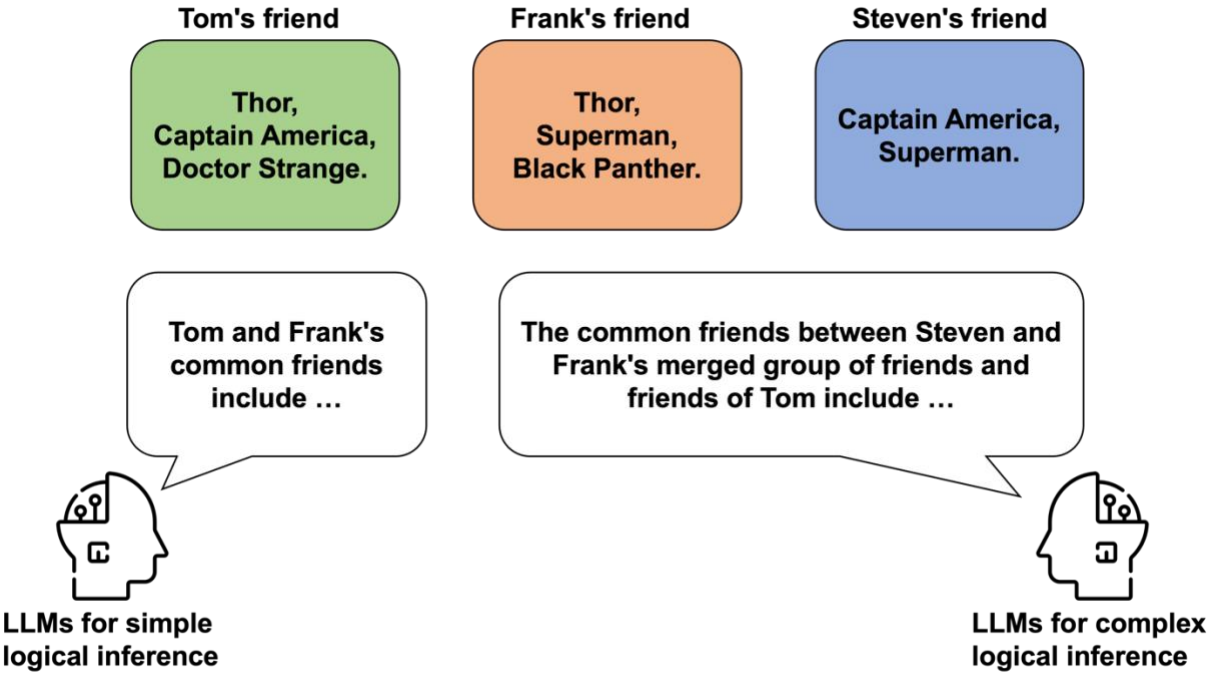 Tom's friend
Frank's friend
Steven's friend
Thor,
Captain America,
Doctor Strange.
Thor,
Superman,
Black Panther.
Captain America,
Superman.
Tom and Frank's
common friends
include …
The common friends between Steven and
Frank's merged group of friends and
friends of Tom include …
LLMs for simple
logical inference
LLMs for complex
logical inference